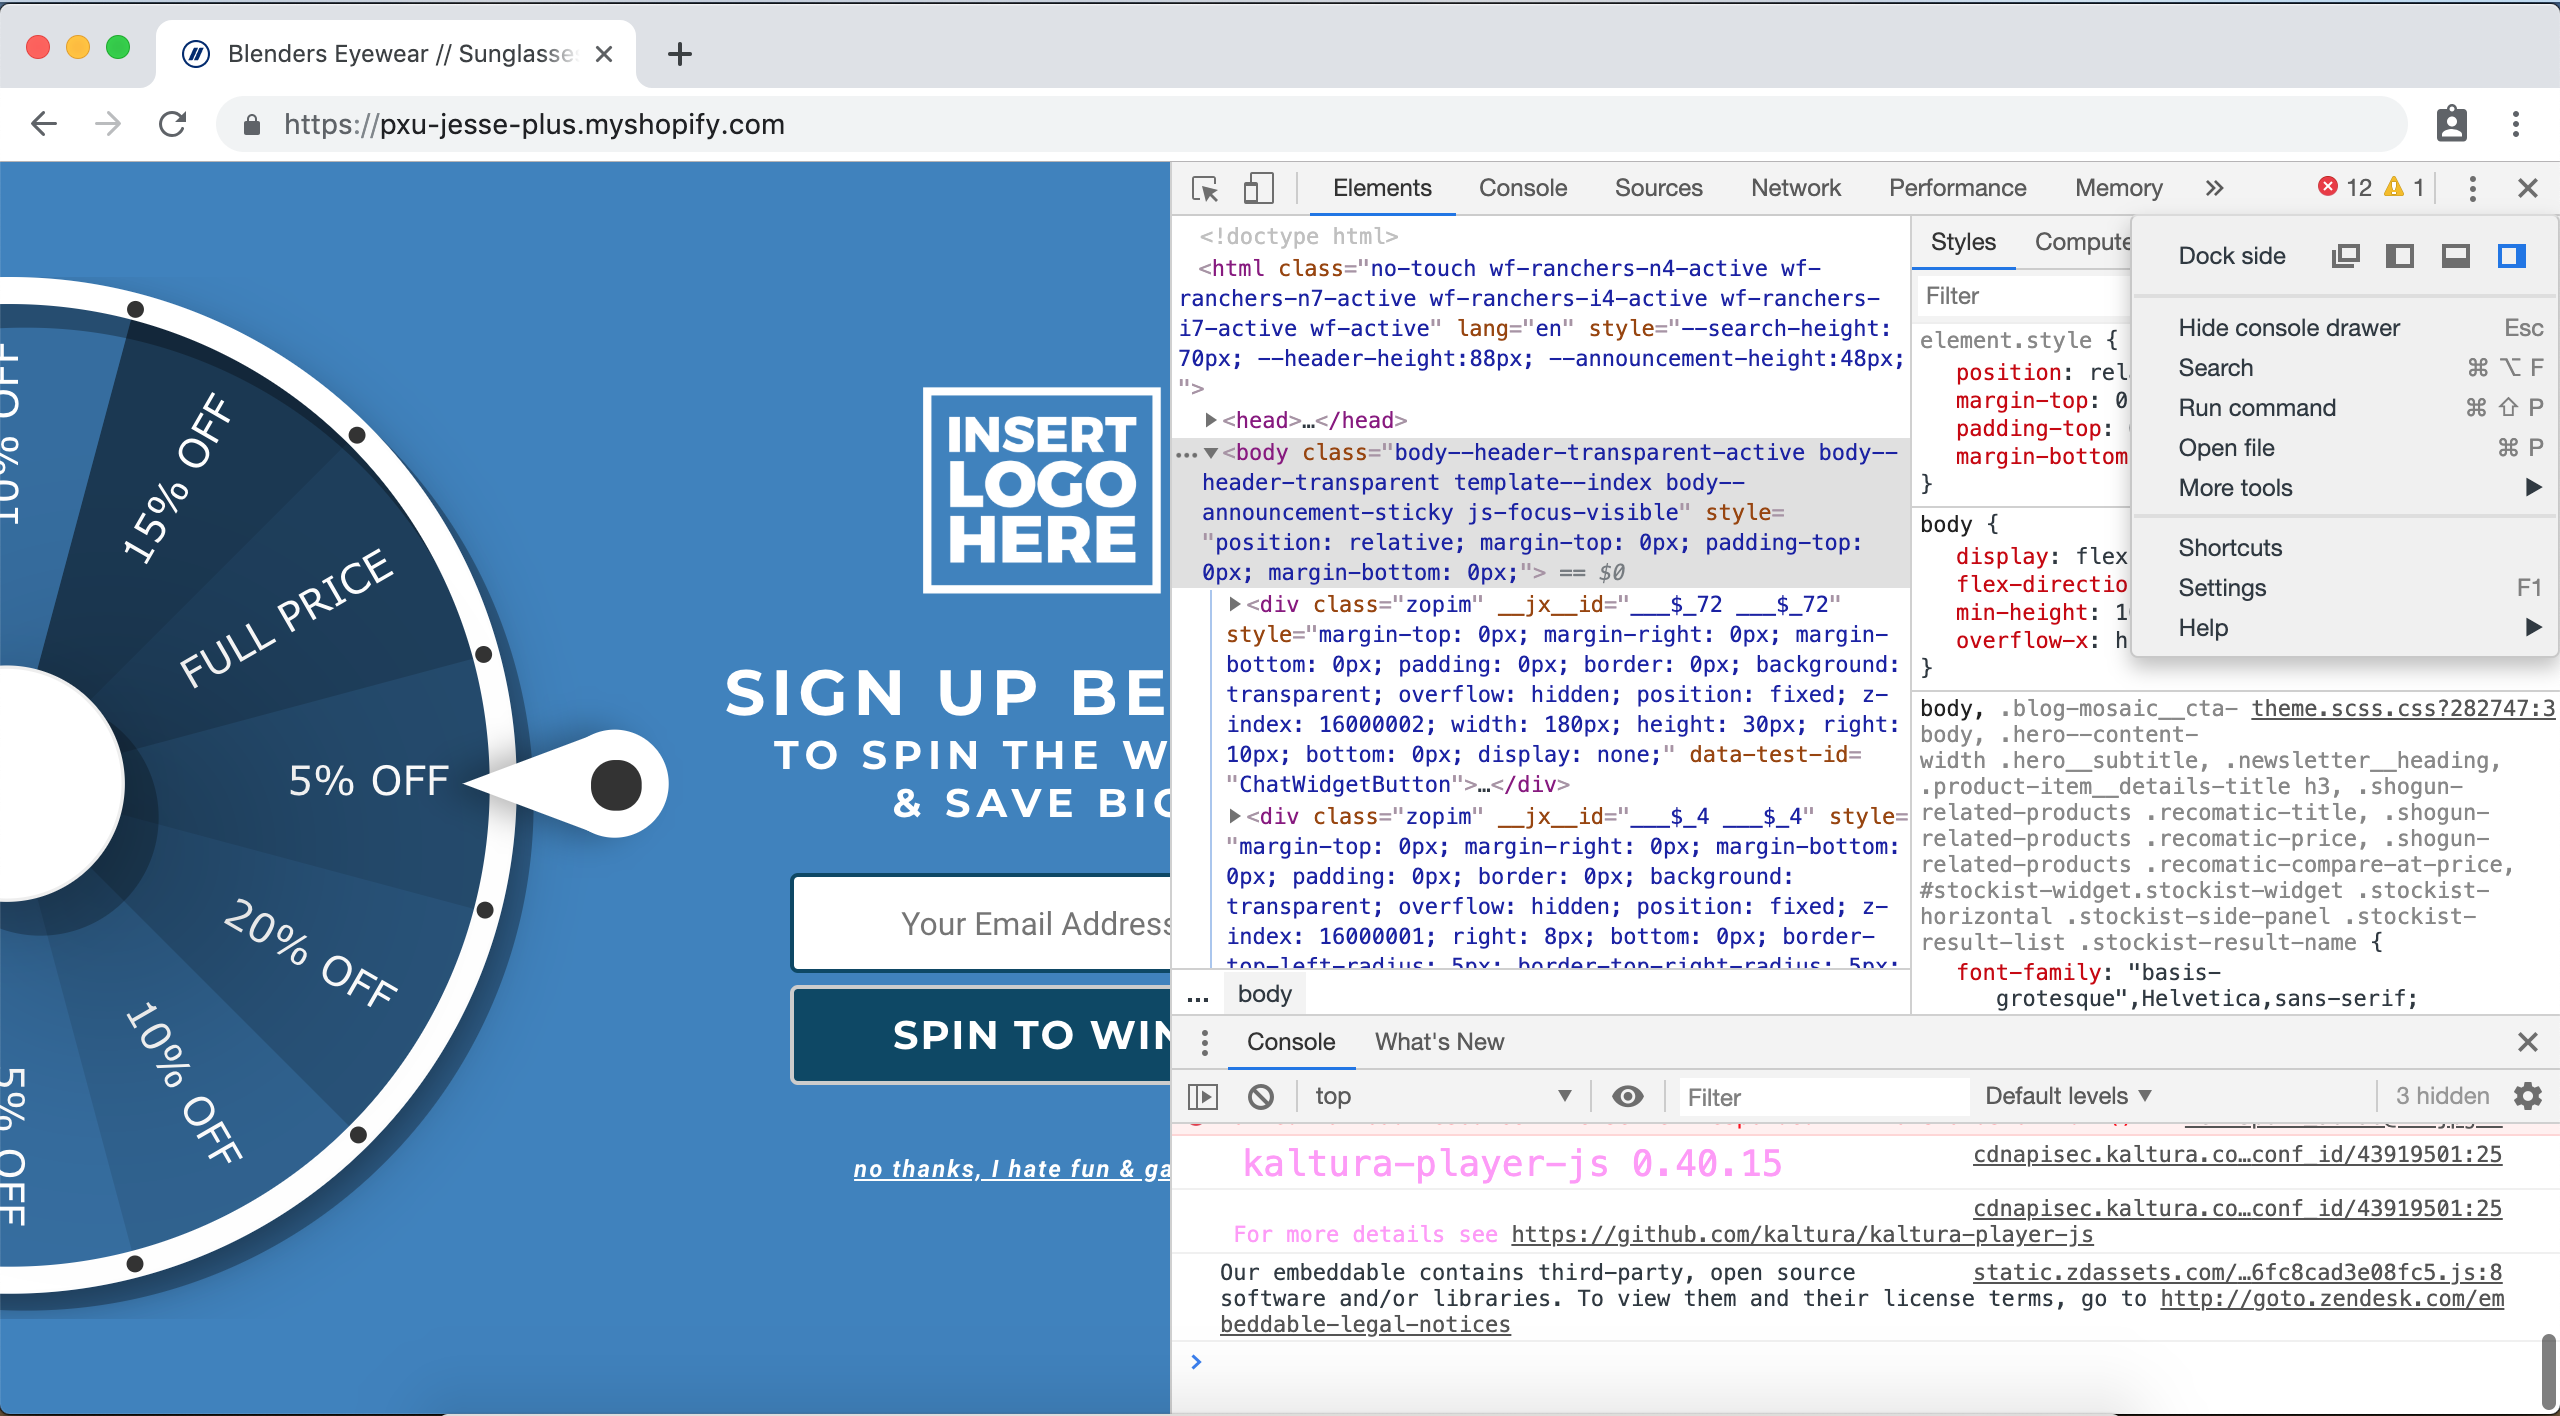 Blenders Eyewear // Sunglasses
https://pxu-jesse-plus.myshopify.com
10% OFF
15% OFF
FULL PRICE
5% OFF
20% OFF
10% OFF
5% OFF
INSERT
LOGO
HERE
SIGN UP BE
TO SPIN THE W
& SAVE BIG
Your Email Address
SPIN TO WIN
no thanks, I hate fun & ga
Elements Console Sources Network Performance Memory » 12 1
<!doctype html>
<html class="no-touch wf-ranchers-n4-active wf-
ranchers-n7-active wf-ranchers-i4-active wf-ranchers-
i7-active wf-active" lang="en" style="--search-height:
70px; --header-height:88px; --announcement-height:48px;
">
<head>…</head>
<body class="body--header-transparent-active body--
header-transparent template--index body--
announcement-sticky js-focus-visible" style=
"position: relative; margin-top: 0px; padding-top:
0px; margin-bottom: 0px;"> == $0
<div class="zopim" __jx__id="___$_72 ___$_72"
style="margin-top: 0px; margin-right: 0px; margin-
bottom: 0px; padding: 0px; border: 0px; background:
transparent; overflow: hidden; position: fixed; z-
index: 16000002; width: 180px; height: 30px; right:
10px; bottom: 0px; display: none;" data-test-id=
"ChatWidgetButton">…</div>
<div class="zopim" __jx__id="___$_4 ___$_4" style=
"margin-top: 0px; margin-right: 0px; margin-bottom:
0px; padding: 0px; border: 0px; background:
transparent; overflow: hidden; position: fixed; z-
index: 16000001; right: 8px; bottom: 0px; border-
top-left-radius: 5px; border-top-right-radius: 5px;
... body
Styles Compute
Filter
element.style {
position: rel
margin-top: 0
padding-top:
margin-bottom
}
body {
display: flex
flex-directio
min-height: 1
overflow-x: h
}
body, .blog-mosaic__cta- theme.scss.css?282747:3
body, .hero--content-
width .hero__subtitle, .newsletter__heading,
.product-item__details-title h3, .shogun-
related-products .recomatic-title, .shogun-
related-products .recomatic-price, .shogun-
related-products .recomatic-compare-at-price,
#stockist-widget.stockist-widget .stockist-
horizontal .stockist-side-panel .stockist-
result-list .stockist-result-name {
font-family: "basis-
grotesque",Helvetica,sans-serif;
Dock side
Hide console drawer Esc
Search ⌘ ⌥ F
Run command ⌘ ⇧ P
Open file ⌘ P
More tools
Shortcuts
Settings F1
Help
Console What's New
top Filter Default levels 3 hidden
kaltura-player-js 0.40.15 cdnapisec.kaltura.co…conf_id/43919501:25
cdnapisec.kaltura.co…conf_id/43919501:25
For more details see https://github.com/kaltura/kaltura-player-js
Our embeddable contains third-party, open source static.zdassets.com/…6fc8cad3e08fc5.js:8
software and/or libraries. To view them and their license terms, go to http://goto.zendesk.com/em
beddable-legal-notices